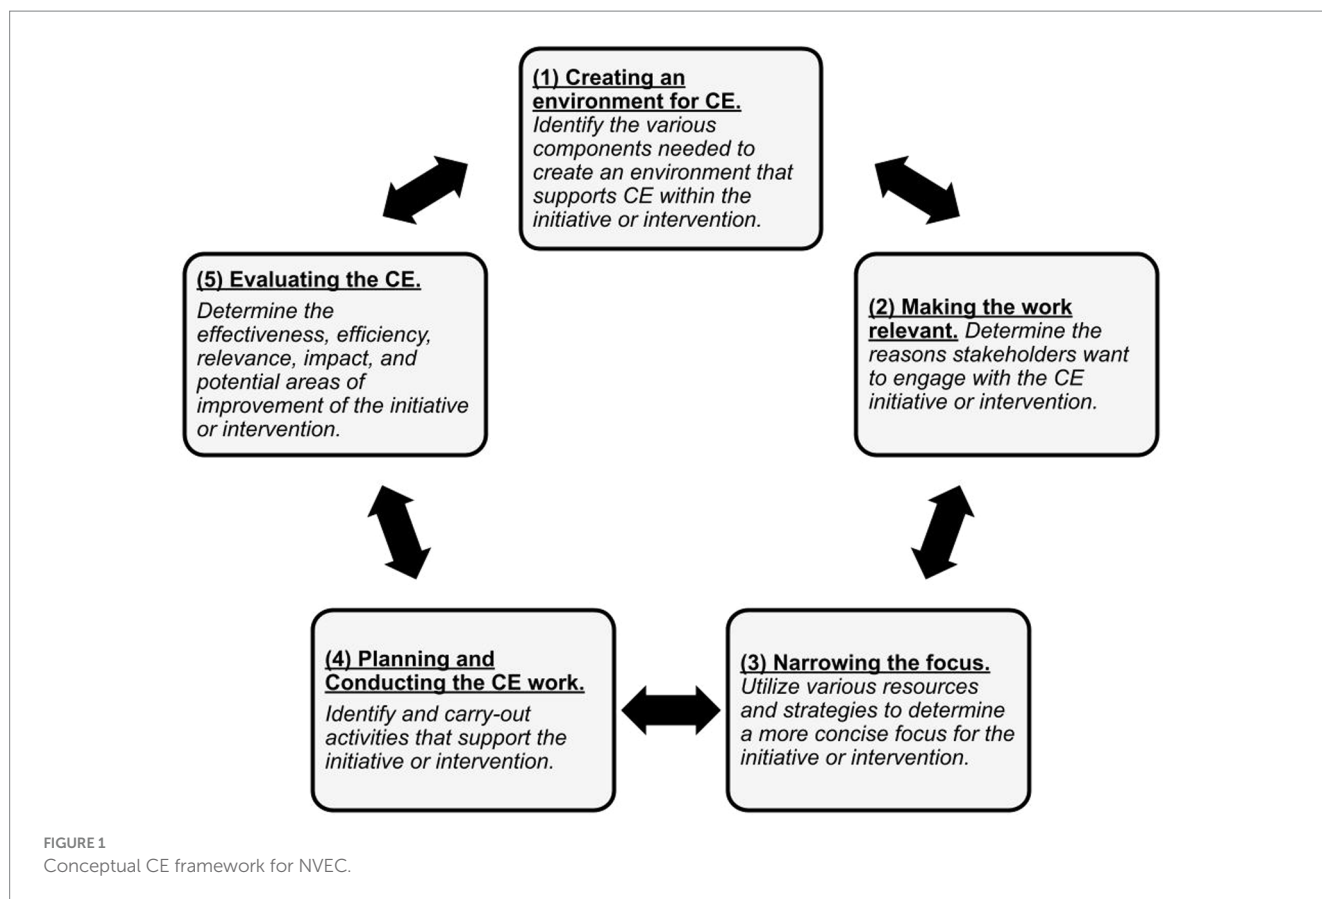 (1) Creating an
environment for CE.
Identify the various
components needed to
create an environment that
supports CE within the
initiative or intervention.
(2) Making the work
relevant. Determine the
reasons stakeholders want
to engage with the CE
initiative or intervention.
(3) Narrowing the focus.
Utilize various resources
and strategies to determine
a more concise focus for the
initiative or intervention.
(4) Planning and
Conducting the CE work.
Identify and carry-out
activities that support the
initiative or intervention.
(5) Evaluating the CE.
Determine the
effectiveness, efficiency,
relevance, impact, and
potential areas of
improvement of the initiative
or intervention.
FIGURE 1
Conceptual CE framework for NVEC.